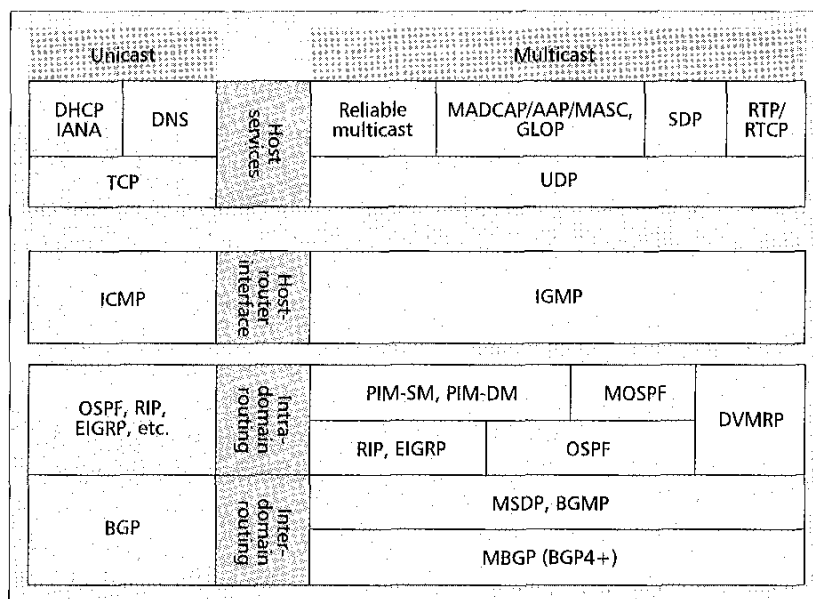 Unicast
Multicast
DHCP
IANA
DNS
Host
services
Reliable
multicast
MADCAP/AAP/MASC,
GLOP
SDP
RTP/
RTCP
TCP
UDP
ICMP
Host-
router
interface
IGMP
OSPF, RIP,
EIGRP, etc.
Intra-
domain
routing
PIM-SM, PIM-DM
MOSPF
DVMRP
RIP, EIGRP
OSPF
BGP
Inter-
domain
routing
MSDP, BGMP
MBGP (BGP4+)